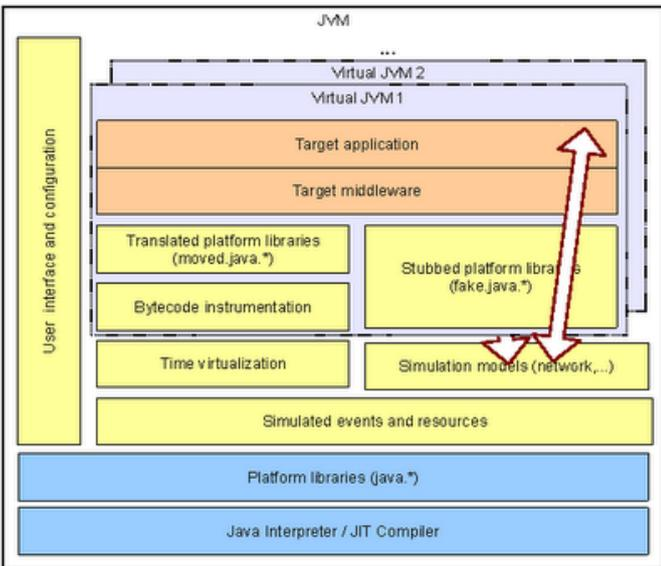 JVM
...
Virtual JVM 2
Virtual JVM 1
User interface and configuration
Target application
Target middleware
Translated platform libraries
(moved.java.*)
Stubbed platform libraries
(fake.java.*)
Bytecode instrumentation
Time virtualization
Simulation models (network,...)
Simulated events and resources
Platform libraries (java.*)
Java Interpreter / JIT Compiler